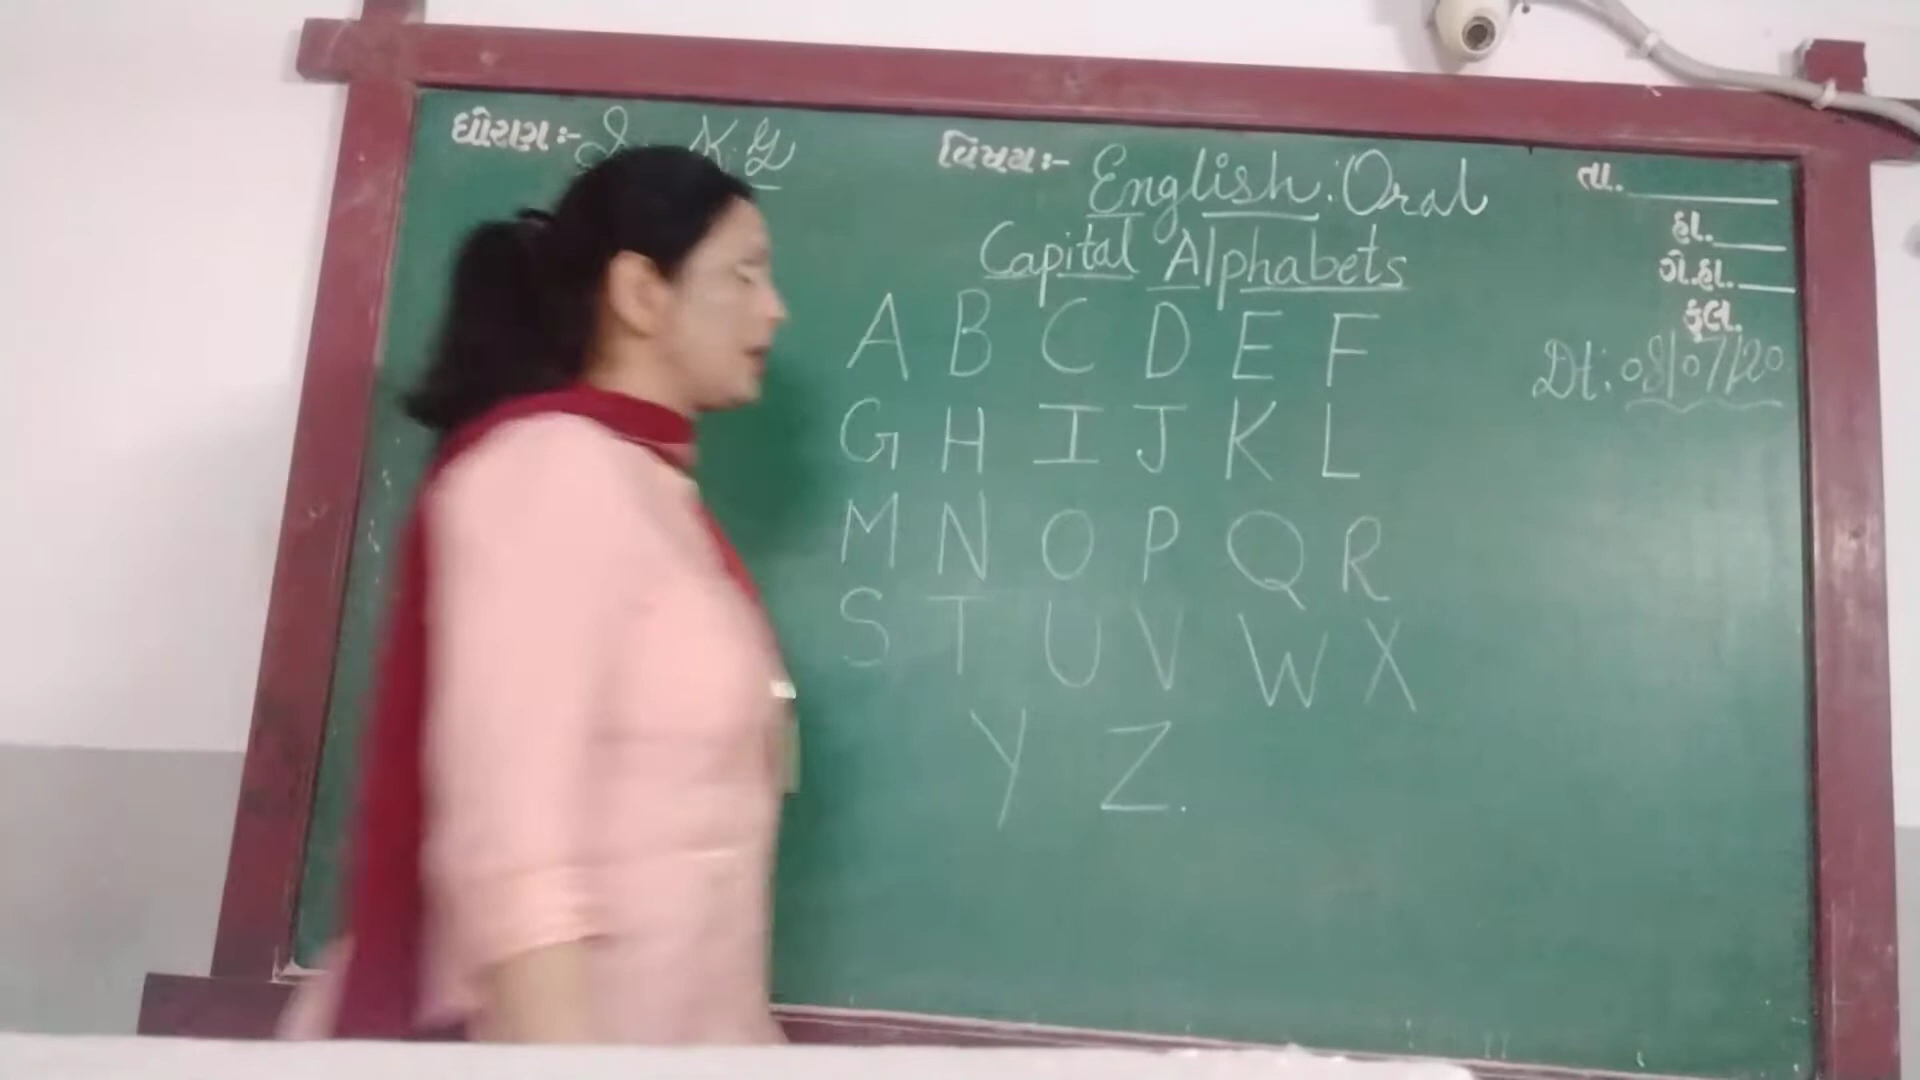 ધોરણ:- K.G
વિષય:- English: Oral
તા.
Capital Alphabets
હા.
ગે.હા.
કુલ.
Dt: 08/07/20
A B C D E F
G H I J K L
M N O P Q R
S T U V W X
Y Z.